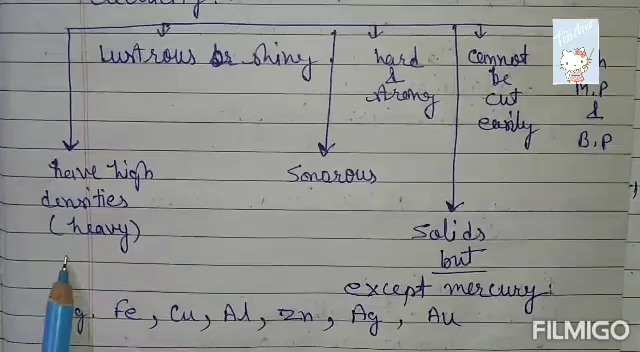 Teacher
Lustrous or shiny
hard
&
strong
cannot
be
cut
easily
h
M.P
&
B.P
have high
densities
(heavy)
Sonorous
Solids
but
except mercury.
g. Fe, Cu, Al, Zn, Ag, Au
FILMIGO